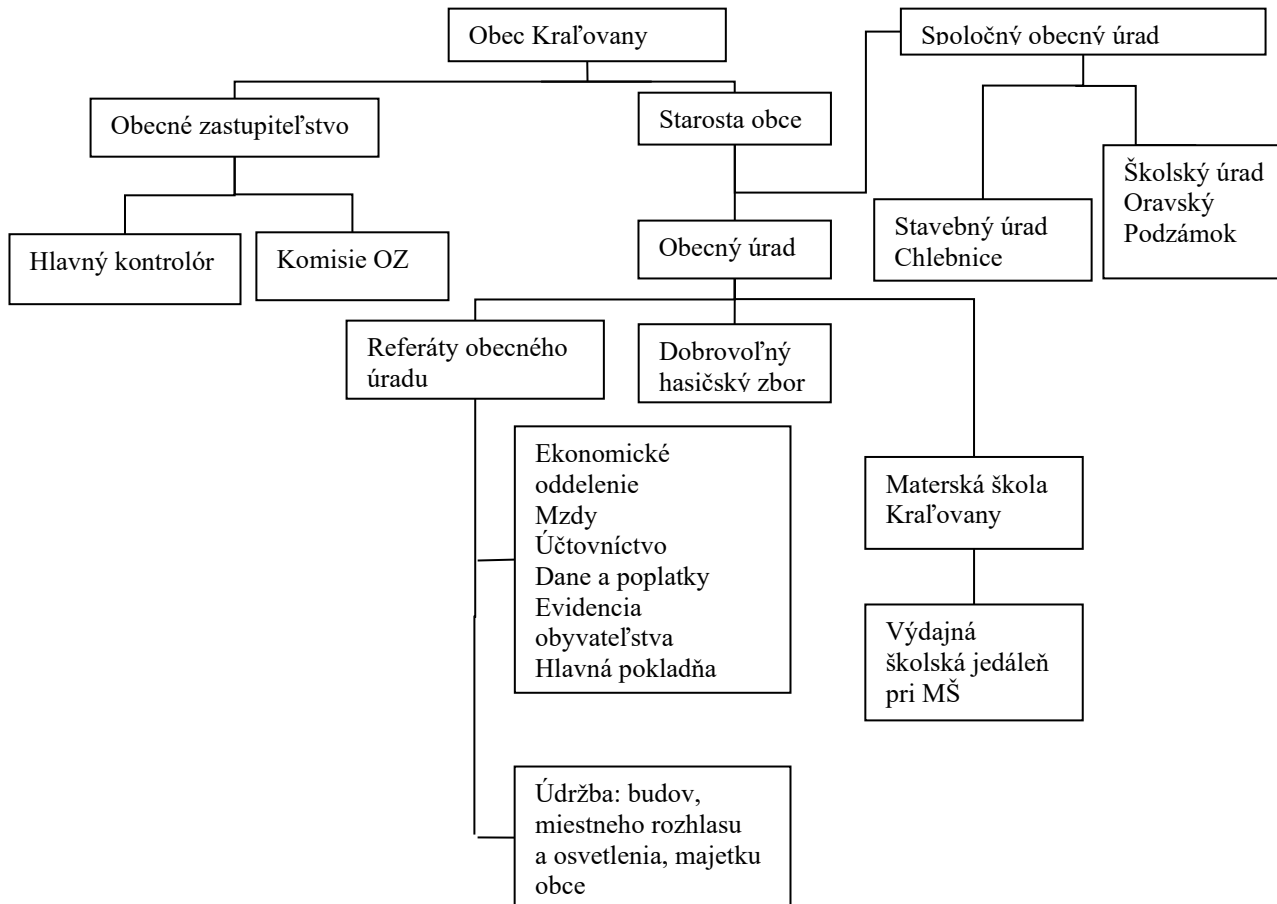 Obec Kraľovany
Spoločný obecný úrad
Obecné zastupiteľstvo
Starosta obce
Školský úrad
Oravský
Podzámok
Stavebný úrad
Chlebnice
Hlavný kontrolór
Komisie OZ
Obecný úrad
Referáty obecného
úradu
Dobrovoľný
hasičský zbor
Ekonomické
oddelenie
Mzdy
Účtovníctvo
Dane a poplatky
Evidencia
obyvateľstva
Hlavná pokladňa
Materská škola
Kraľovany
Výdajná
školská jedáleň
pri MŠ
Údržba: budov,
miestneho rozhlasu
a osvetlenia, majetku
obce